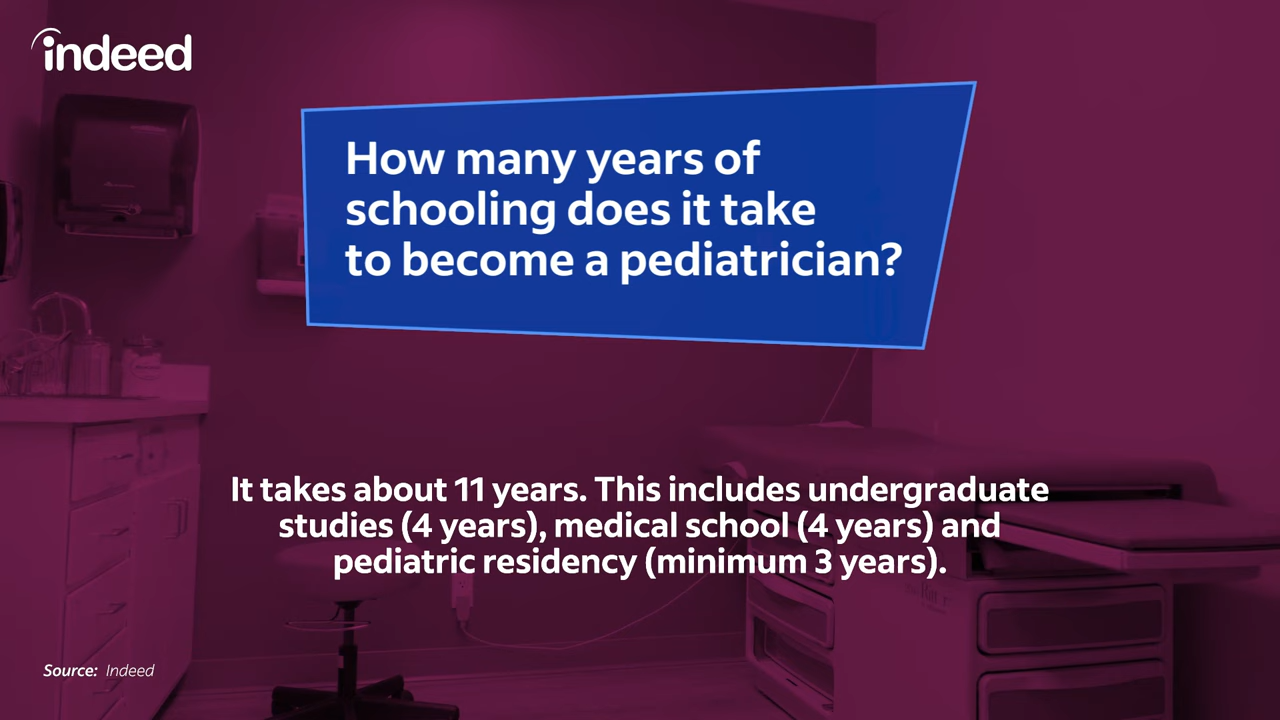 indeed
How many years of
schooling does it take
to become a pediatrician?
It takes about 11 years. This includes undergraduate
studies (4 years), medical school (4 years) and
pediatric residency (minimum 3 years).
Source: Indeed